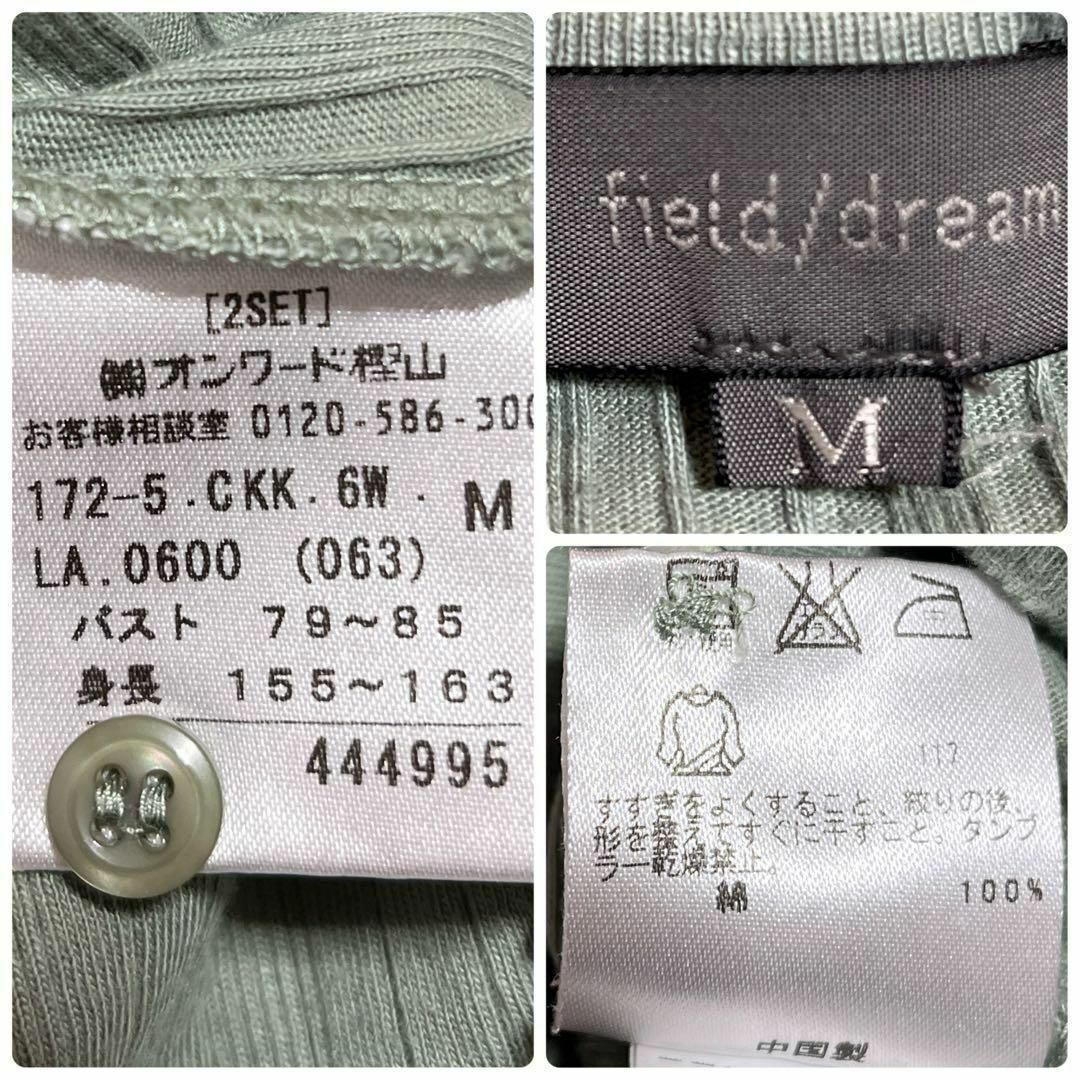 [2SET]
㈱オンワード樫山
お客様相談室 0120-586-300
172-5.CKK.6W. M
LA.0600 (063)
バスト 79~85
身長 155~163
444995
field/dream
M
17
すすぎをよくすること、絞りの後、
形を整えてすぐに干すこと。タンブ
ラー乾燥禁止。
綿 100%
中国製